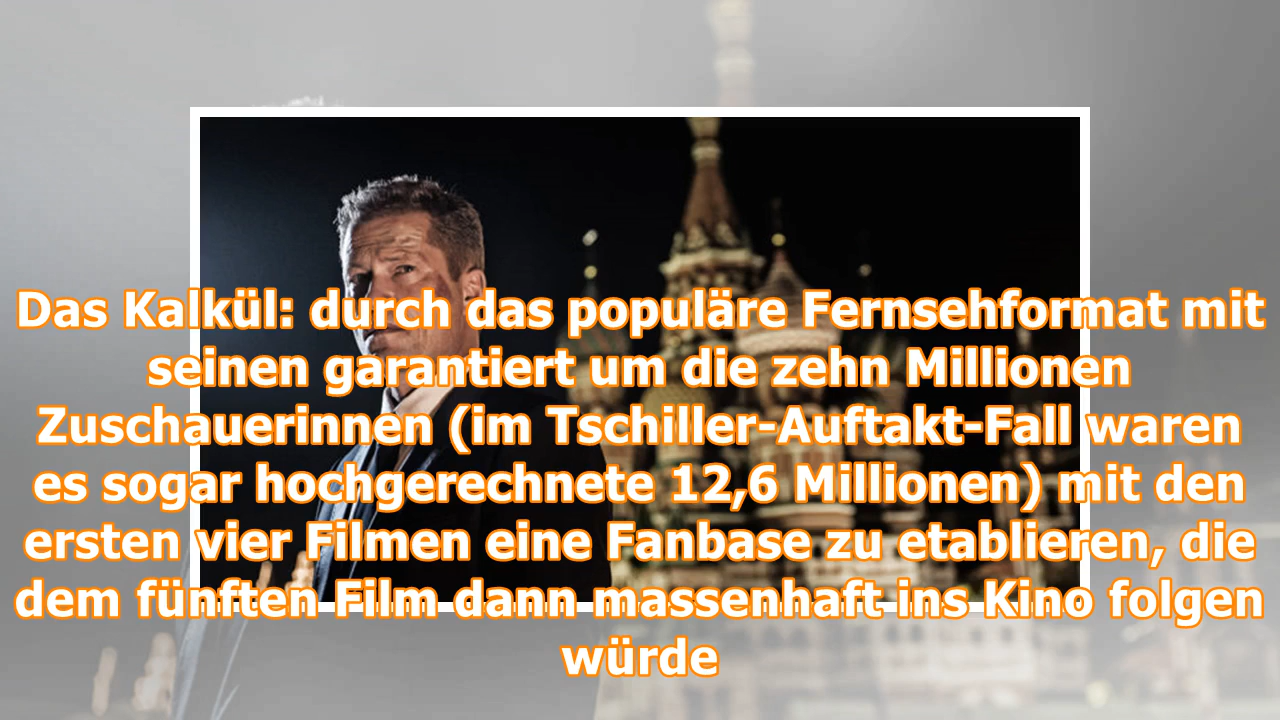 Das Kalkül: durch das populäre Fernsehformat mit
seinen garantiert um die zehn Millionen
Zuschauerinnen (im Tschiller-Auftakt-Fall waren
es sogar hochgerechnete 12,6 Millionen) mit den
ersten vier Filmen eine Fanbase zu etablieren, die
dem fünften Film dann massenhaft ins Kino folgen
würde